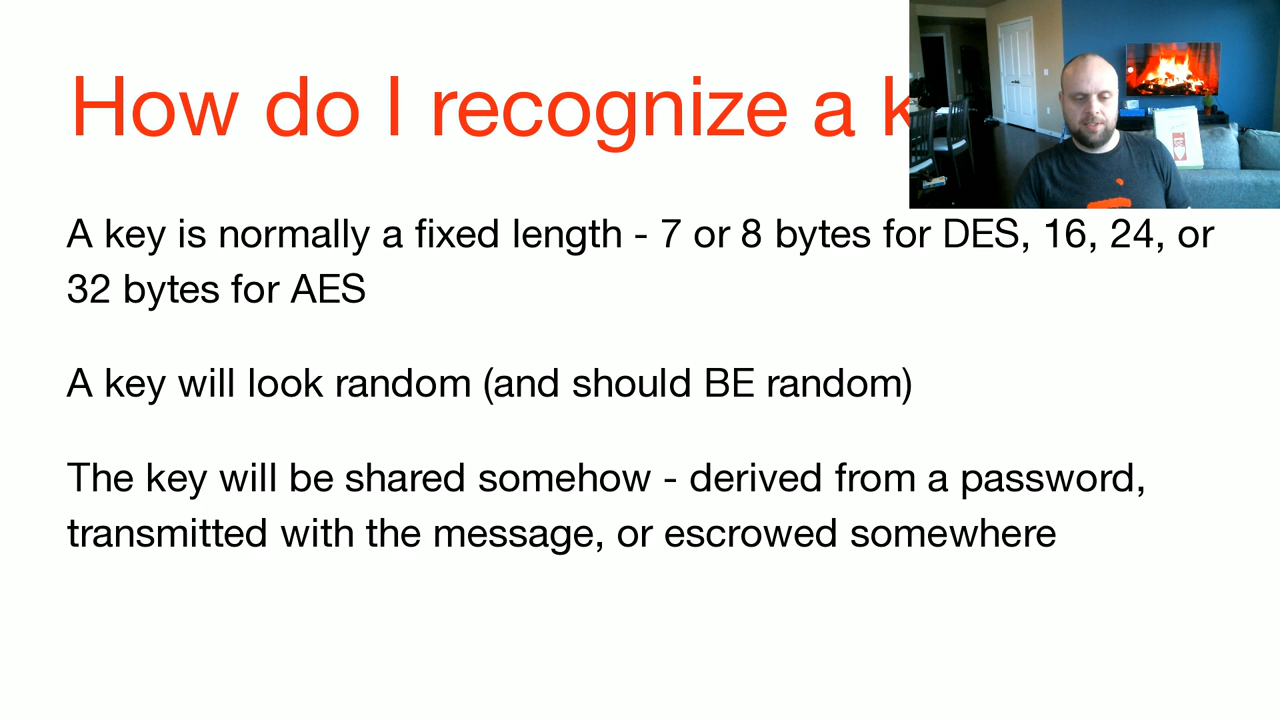 How do I recognize a k
A key is normally a fixed length - 7 or 8 bytes for DES, 16, 24, or
32 bytes for AES
A key will look random (and should BE random)
The key will be shared somehow - derived from a password,
transmitted with the message, or escrowed somewhere